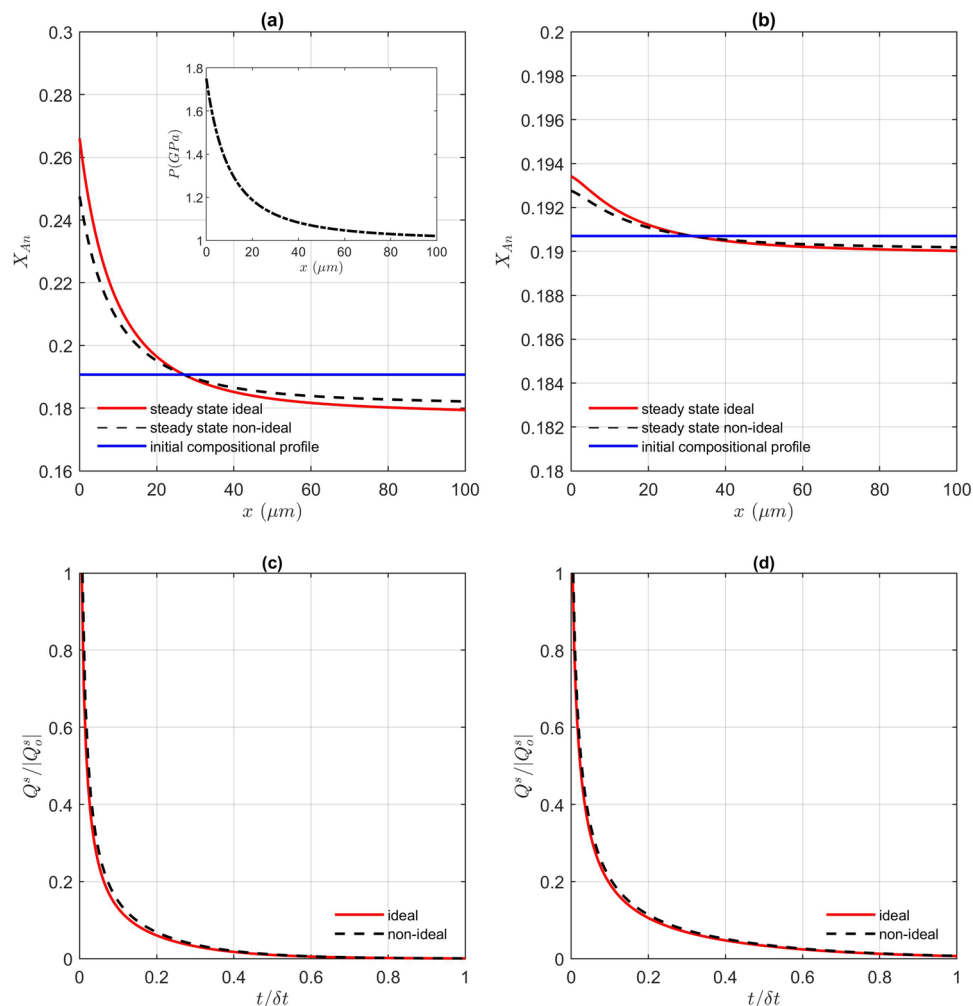 (a)
0.3
0.28
0.26
0.24
0.22
0.2
0.18
0.16
X_{An}
0
20
40
60
80
100
x (μm)
1.8
1.6
1.4
1.2
1
P(GPa)
0
20
40
60
80
100
x (μm)
steady state ideal
steady state non-ideal
initial compositional profile
(b)
0.2
0.198
0.196
0.194
0.192
0.19
0.188
0.186
0.184
0.182
0.18
X_{An}
0
20
40
60
80
100
x (μm)
steady state ideal
steady state non-ideal
initial compositional profile
(c)
1
0.8
0.6
0.4
0.2
0
Q^s/|Q_o^s|
0
0.2
0.4
0.6
0.8
1
t/δt
ideal
non-ideal
(d)
1
0.8
0.6
0.4
0.2
0
Q^s/|Q_o^s|
0
0.2
0.4
0.6
0.8
1
t/δt
ideal
non-ideal